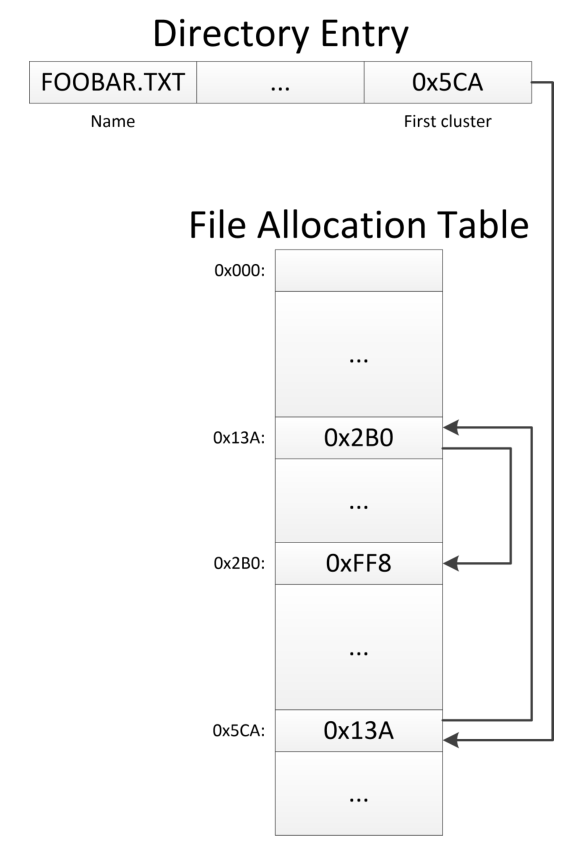 Directory Entry
FOOBAR.TXT ... 0x5CA
Name First cluster
File Allocation Table
0x000:
...
0x13A: 0x2B0
...
0x2B0: 0xFF8
...
0x5CA: 0x13A
...